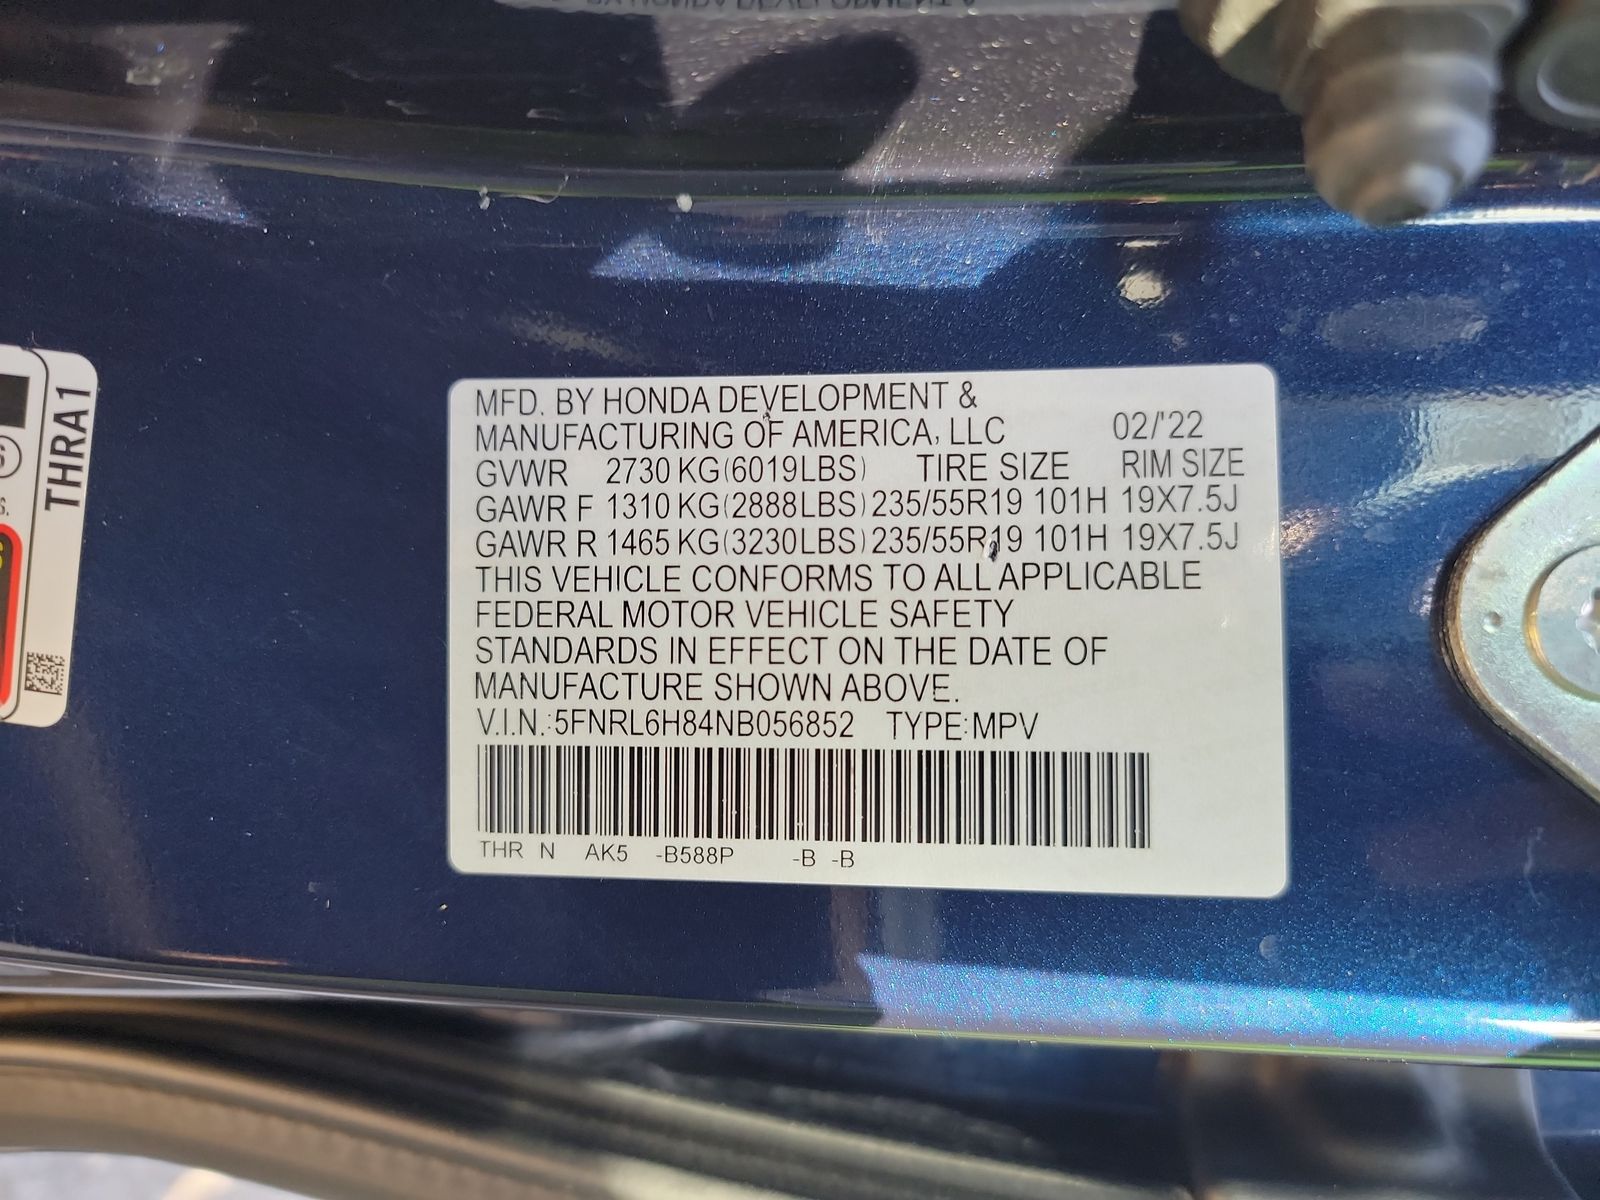 MFD. BY HONDA DEVELOPMENT &
MANUFACTURING OF AMERICA, LLC 02/'22
GVWR 2730 KG(6019LBS) TIRE SIZE RIM SIZE
GAWR F 1310 KG(2888LBS) 235/55R19 101H 19X7.5J
GAWR R 1465 KG(3230LBS) 235/55R19 101H 19X7.5J
THIS VEHICLE CONFORMS TO ALL APPLICABLE
FEDERAL MOTOR VEHICLE SAFETY
STANDARDS IN EFFECT ON THE DATE OF
MANUFACTURE SHOWN ABOVE.
V.I.N.:5FNRL6H84NB056852 TYPE:MPV
THR N AK5 -B588P -B -B
THRA1